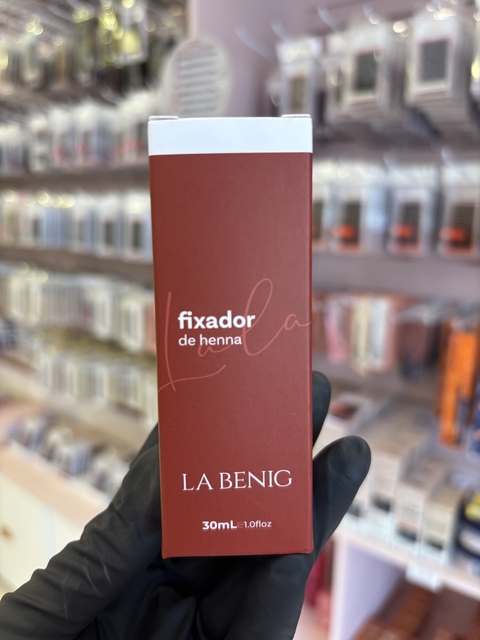 Lala
fixador
de henna
LA BENIG
30mL℮1.0floz